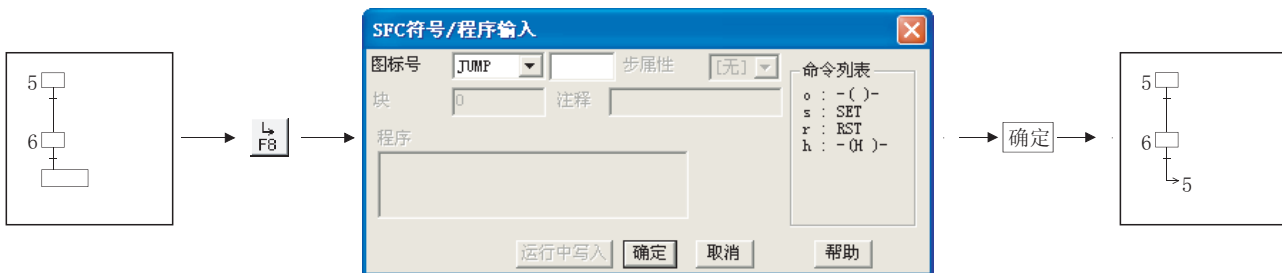 5
6
F8
SFC符号/程序输入
图标号 JUMP 步属性 [无]
块 0 注释
程序
命令列表
o : -( )-
s : SET
r : RST
h : -(H )-
运行中写入 确定 取消 帮助
确定
5
6
5